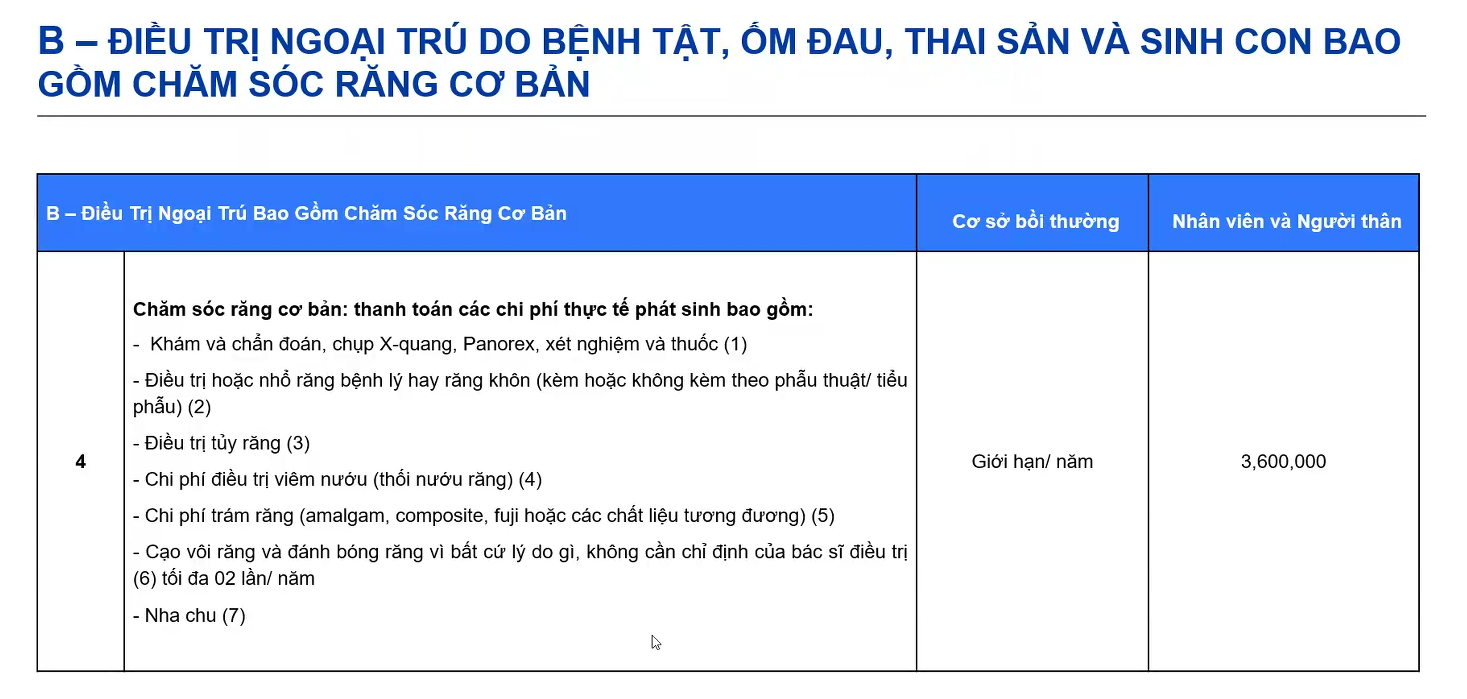 B – ĐIỀU TRỊ NGOẠI TRÚ DO BỆNH TẬT, ỐM ĐAU, THAI SẢN VÀ SINH CON BAO
GỒM CHĂM SÓC RĂNG CƠ BẢN
B – Điều Trị Ngoại Trú Bao Gồm Chăm Sóc Răng Cơ Bản
Cơ sở bồi thường
Nhân viên và Người thân
4
Chăm sóc răng cơ bản: thanh toán các chi phí thực tế phát sinh bao gồm:
- Khám và chẩn đoán, chụp X-quang, Panorex, xét nghiệm và thuốc (1)
- Điều trị hoặc nhổ răng bệnh lý hay răng khôn (kèm hoặc không kèm theo phẫu thuật/ tiểu
phẫu) (2)
- Điều trị tủy răng (3)
- Chi phí điều trị viêm nướu (thối nướu răng) (4)
- Chi phí trám răng (amalgam, composite, fuji hoặc các chất liệu tương đương) (5)
- Cạo vôi răng và đánh bóng răng vì bất cứ lý do gì, không cần chỉ định của bác sĩ điều trị
(6) tối đa 02 lần/ năm
- Nha chu (7)
Giới hạn/ năm
3,600,000